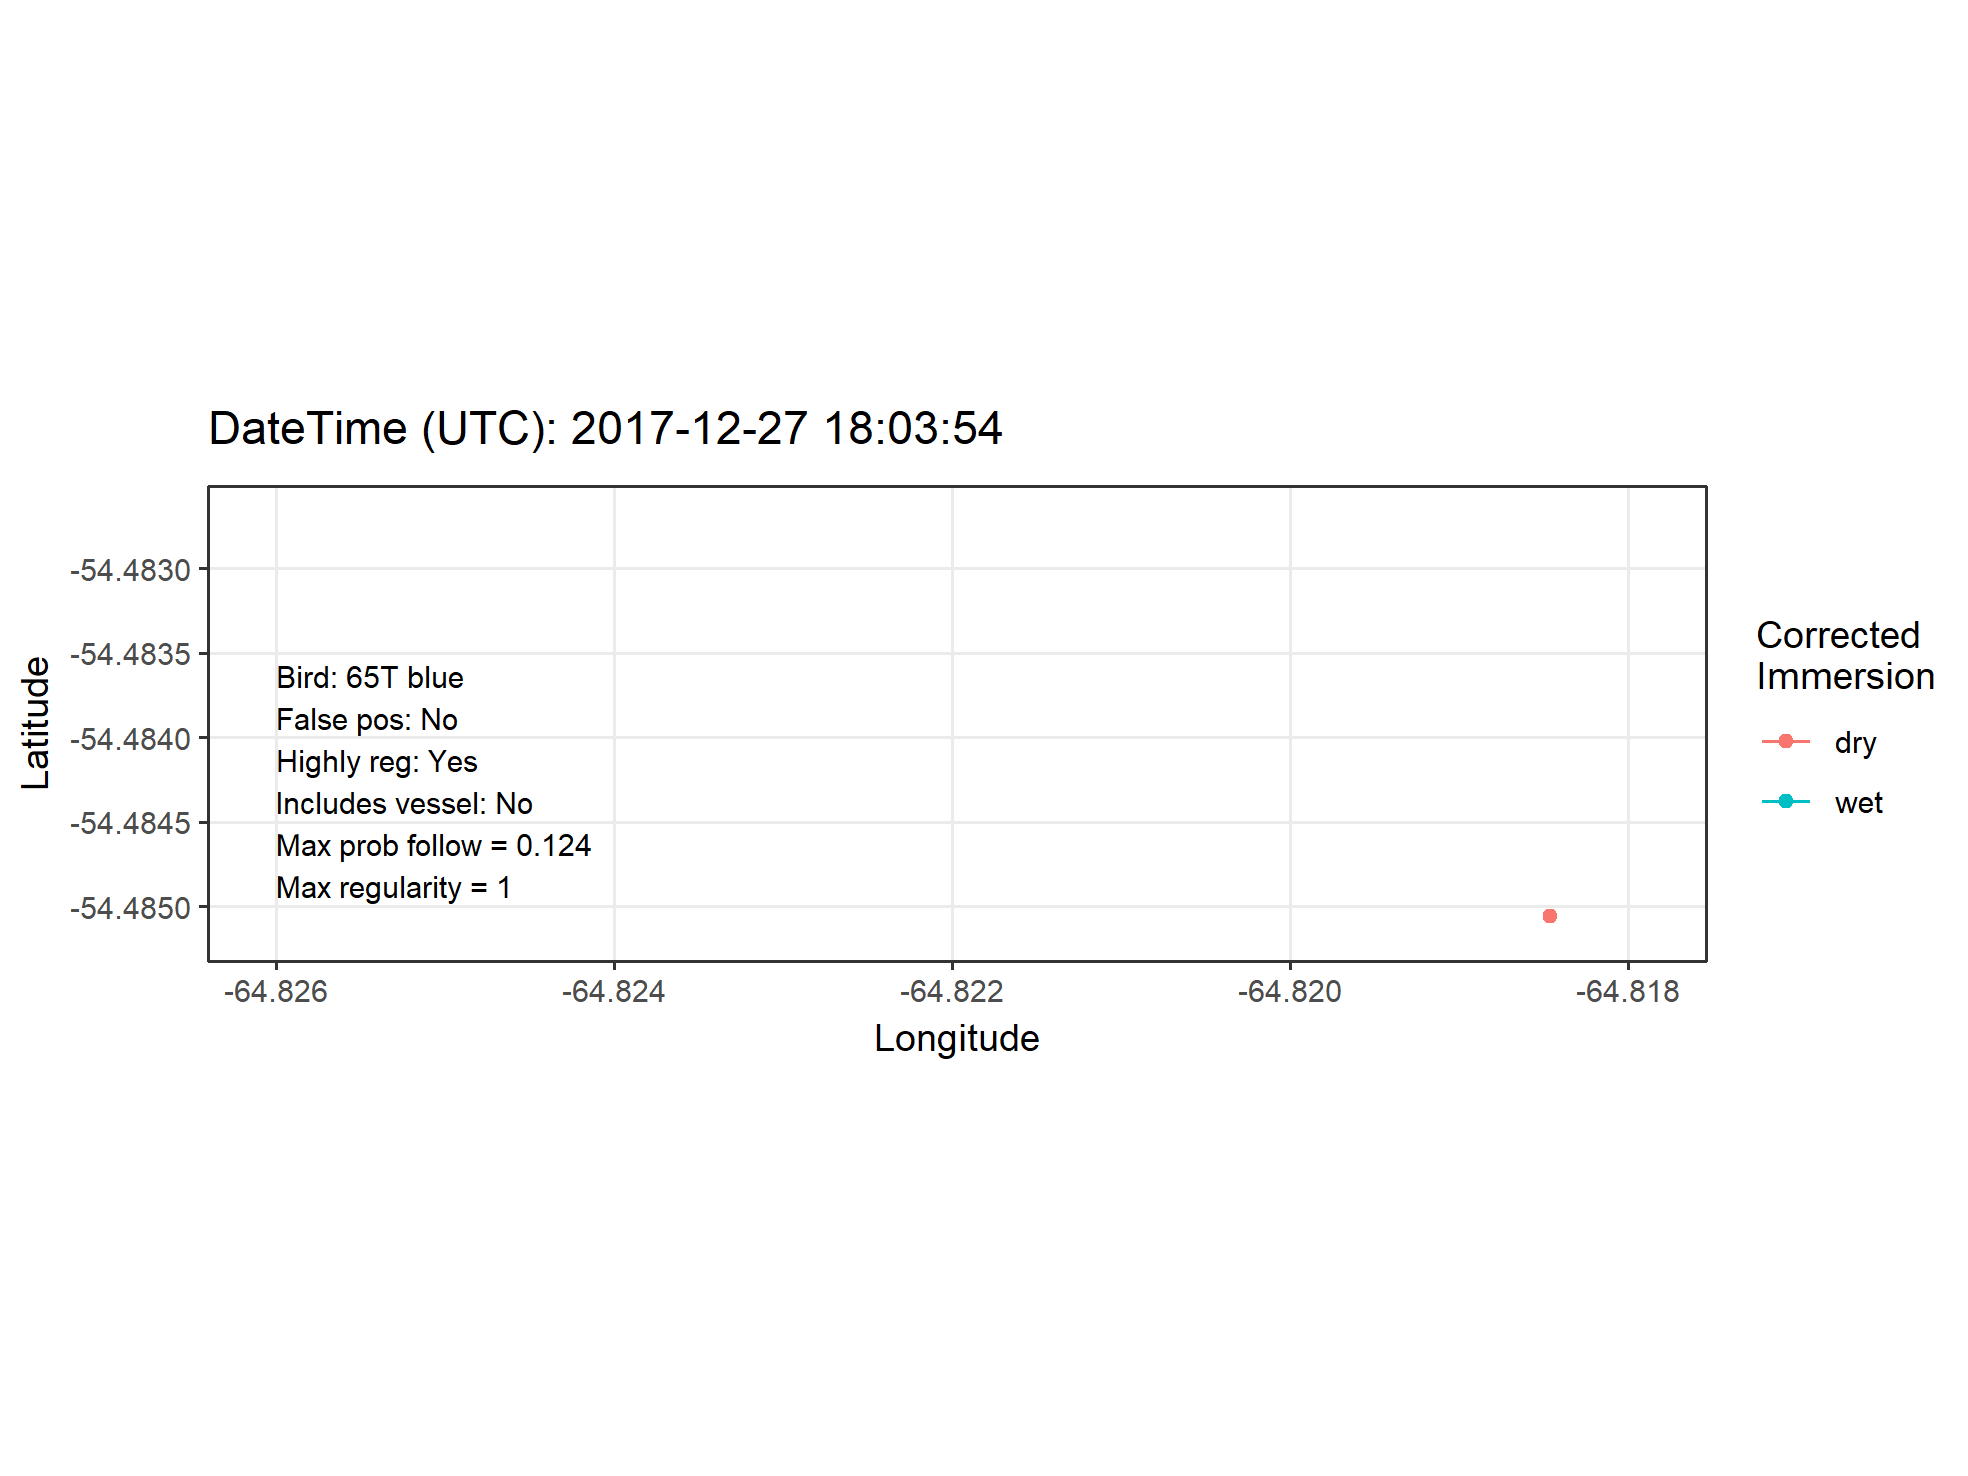 DateTime (UTC): 2017-12-27 18:03:54
-54.4830
-54.4835
-54.4840
-54.4845
-54.4850
Latitude
Bird: 65T blue
False pos: No
Highly reg: Yes
Includes vessel: No
Max prob follow = 0.124
Max regularity = 1
-64.826
-64.824
-64.822
-64.820
-64.818
Longitude
Corrected
Immersion
dry
wet